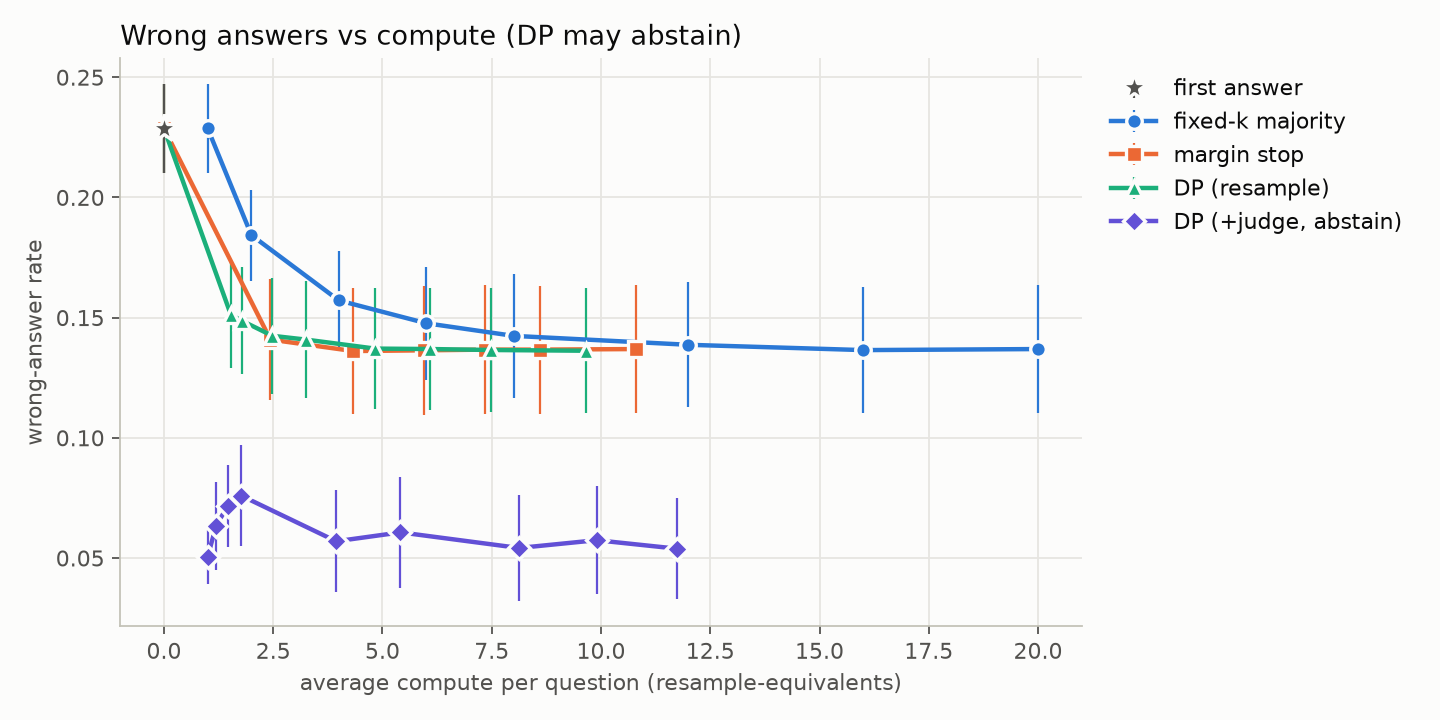 Wrong answers vs compute (DP may abstain)
0.25
0.20
0.15
0.10
0.05
wrong-answer rate
0.0 2.5 5.0 7.5 10.0 12.5 15.0 17.5 20.0
average compute per question (resample-equivalents)
first answer
fixed-k majority
margin stop
DP (resample)
DP (+judge, abstain)